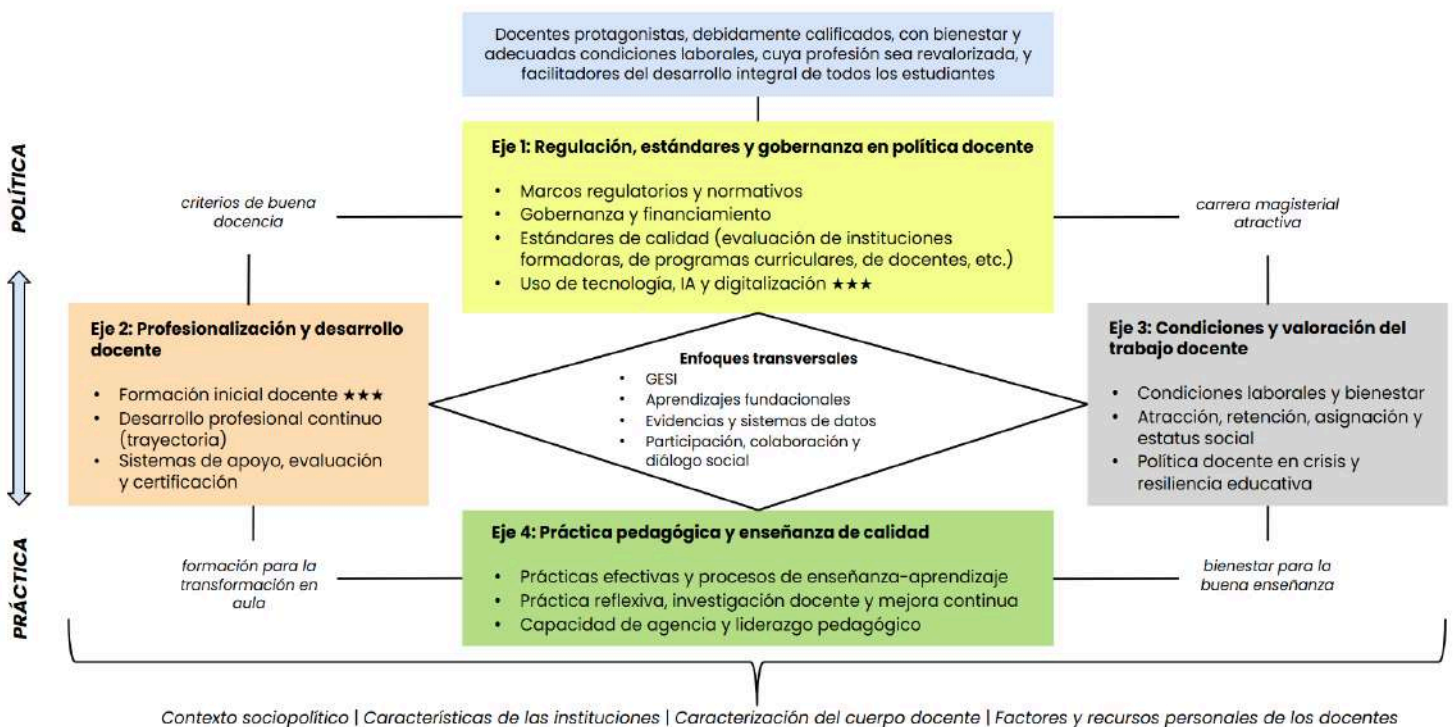 Docentes protagonistas, debidamente calificados, con bienestar y
adecuadas condiciones laborales, cuya profesión sea revalorizada, y
facilitadores del desarrollo integral de todos los estudiantes
POLÍTICA
PRÁCTICA
Eje 1: Regulación, estándares y gobernanza en política docente
• Marcos regulatorios y normativos
• Gobernanza y financiamiento
• Estándares de calidad (evaluación de instituciones
formadoras, de programas curriculares, de docentes, etc.)
• Uso de tecnología, IA y digitalización ★★★
criterios de buena
docencia
carrera magisterial
atractiva
Eje 2: Profesionalización y desarrollo
docente
• Formación inicial docente ★★★
• Desarrollo profesional continuo
(trayectoria)
• Sistemas de apoyo, evaluación
y certificación
Enfoques transversales
• GESI
• Aprendizajes fundacionales
• Evidencias y sistemas de datos
• Participación, colaboración y
diálogo social
Eje 3: Condiciones y valoración del
trabajo docente
• Condiciones laborales y bienestar
• Atracción, retención, asignación y
estatus social
• Política docente en crisis y
resiliencia educativa
formación para la
transformación en
aula
Eje 4: Práctica pedagógica y enseñanza de calidad
• Prácticas efectivas y procesos de enseñanza-aprendizaje
• Práctica reflexiva, investigación docente y mejora continua
• Capacidad de agencia y liderazgo pedagógico
bienestar para la
buena enseñanza
Contexto sociopolítico | Características de las instituciones | Caracterización del cuerpo docente | Factores y recursos personales de los docentes